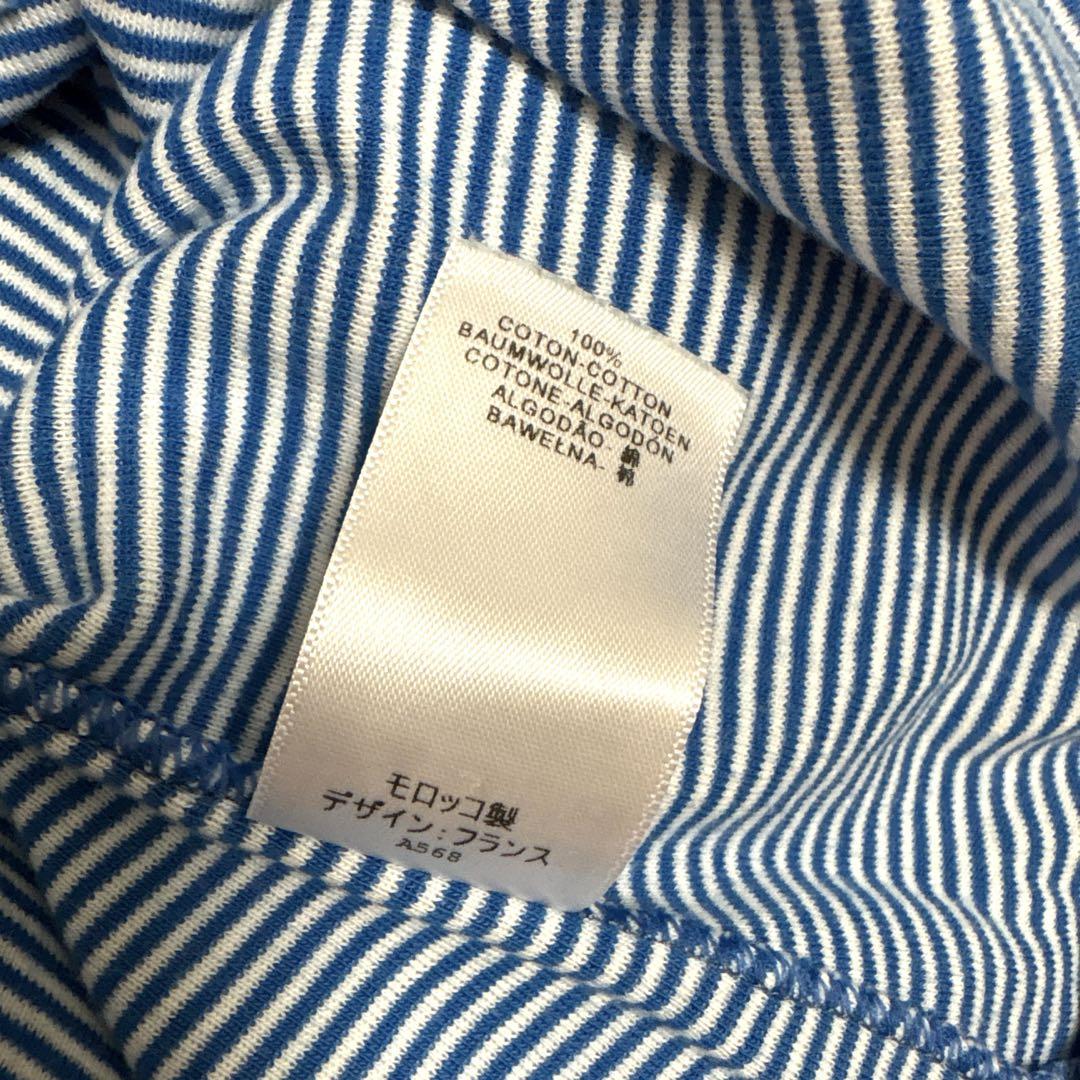 100%
COTON-COTTON
BAUMWOLLE-KATOEN
COTONE-ALGODÓN
ALGODÃO- 綿
BAWEŁNA- 棉
モロッコ製
デザイン:フランス
A568